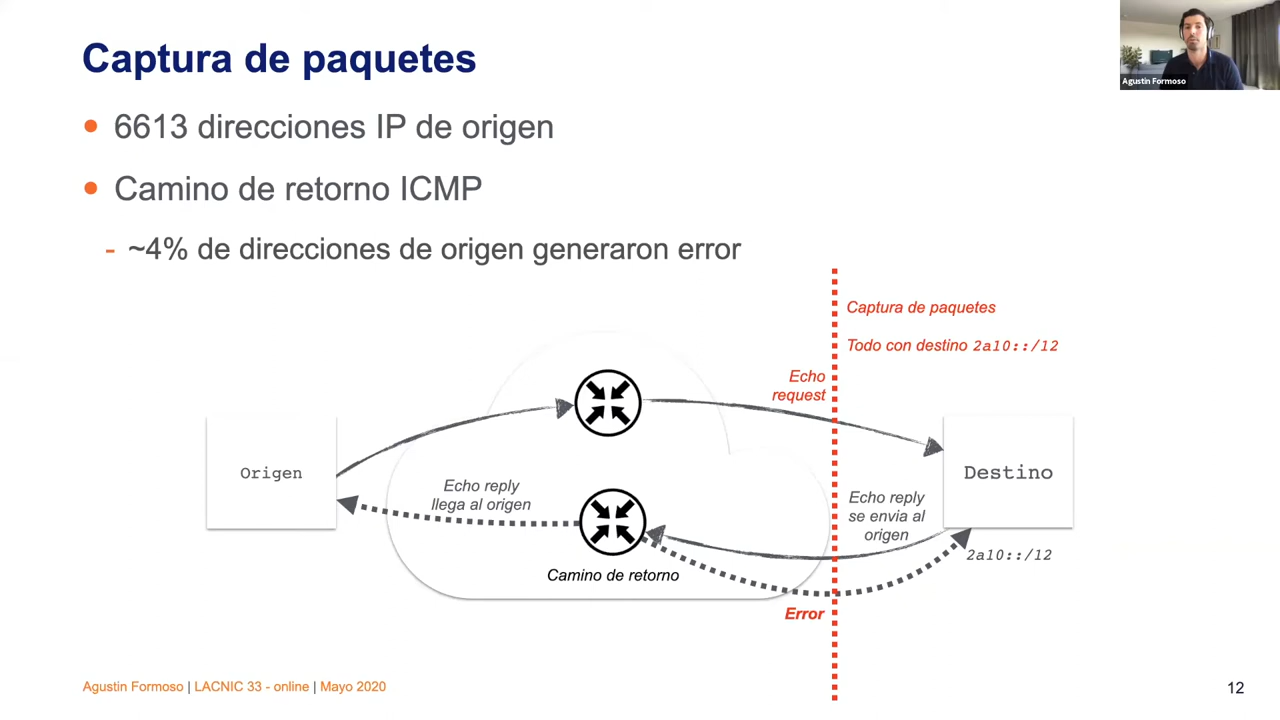 Captura de paquetes
Agustin Formoso
6613 direcciones IP de origen
Camino de retorno ICMP
- ~4% de direcciones de origen generaron error
Captura de paquetes
Todo con destino 2a10::/12
Echo
request
Origen
Echo reply
llega al origen
Destino
Echo reply
se envia al
origen
2a10::/12
Camino de retorno
Error
Agustin Formoso | LACNIC 33 - online | Mayo 2020
12